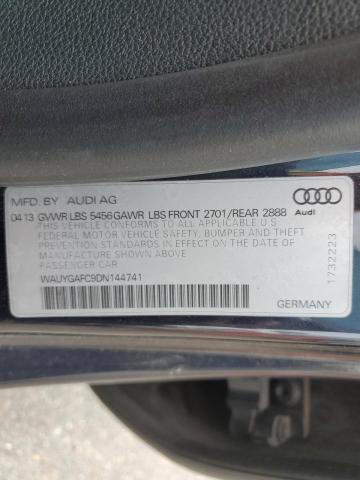 MFD. BY AUDI AG
04 13 GVWR LBS 5456 GAWR LBS FRONT 2701/REAR 2888
Audi
THIS VEHICLE CONFORMS TO ALL APPLICABLE U S
FEDERAL MOTOR VEHICLE SAFETY, BUMPER AND THEFT
PREVENTION STANDARDS IN EFFECT ON THE DATE OF
MANUFACTURE SHOWN ABOVE.
PASSENGER CAR
WAUYGAFC9DN144741
GERMANY
1732223